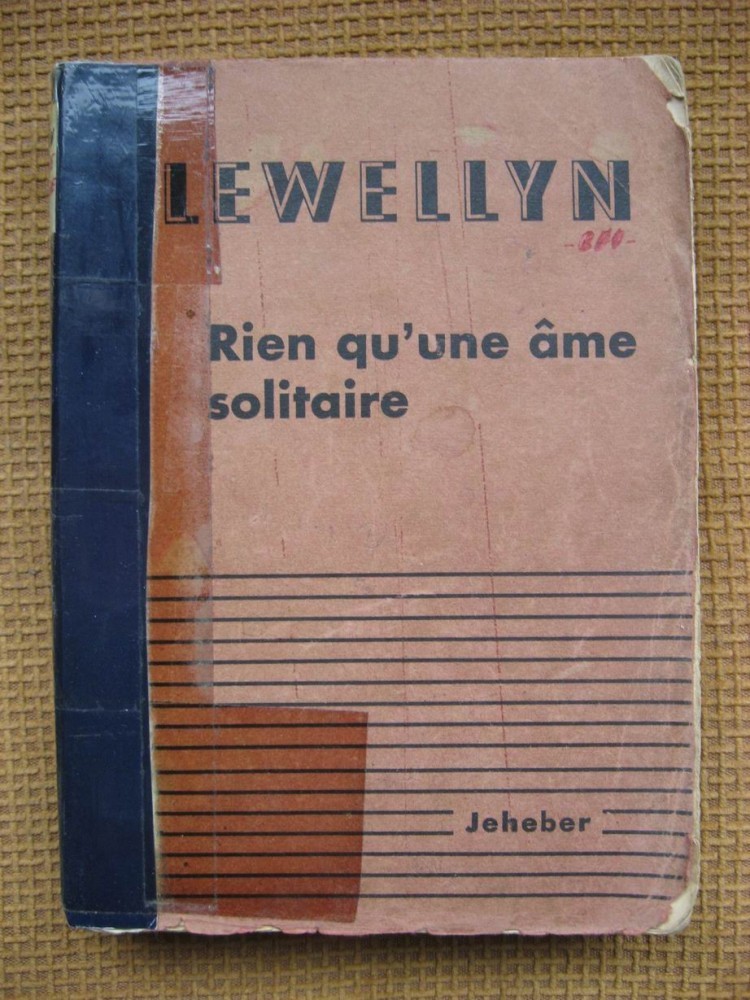 LEWELLYN
Rien qu'une âme
solitaire
Jeheber